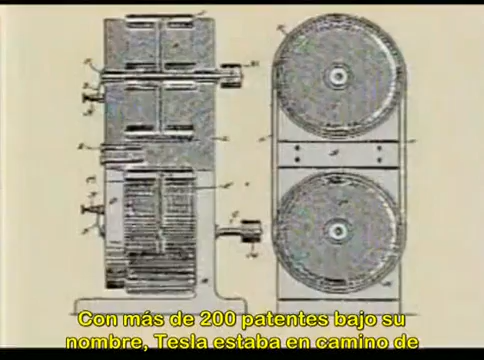 Con más de 200 patentes bajo su
nombre, Tesla estaba en camino de